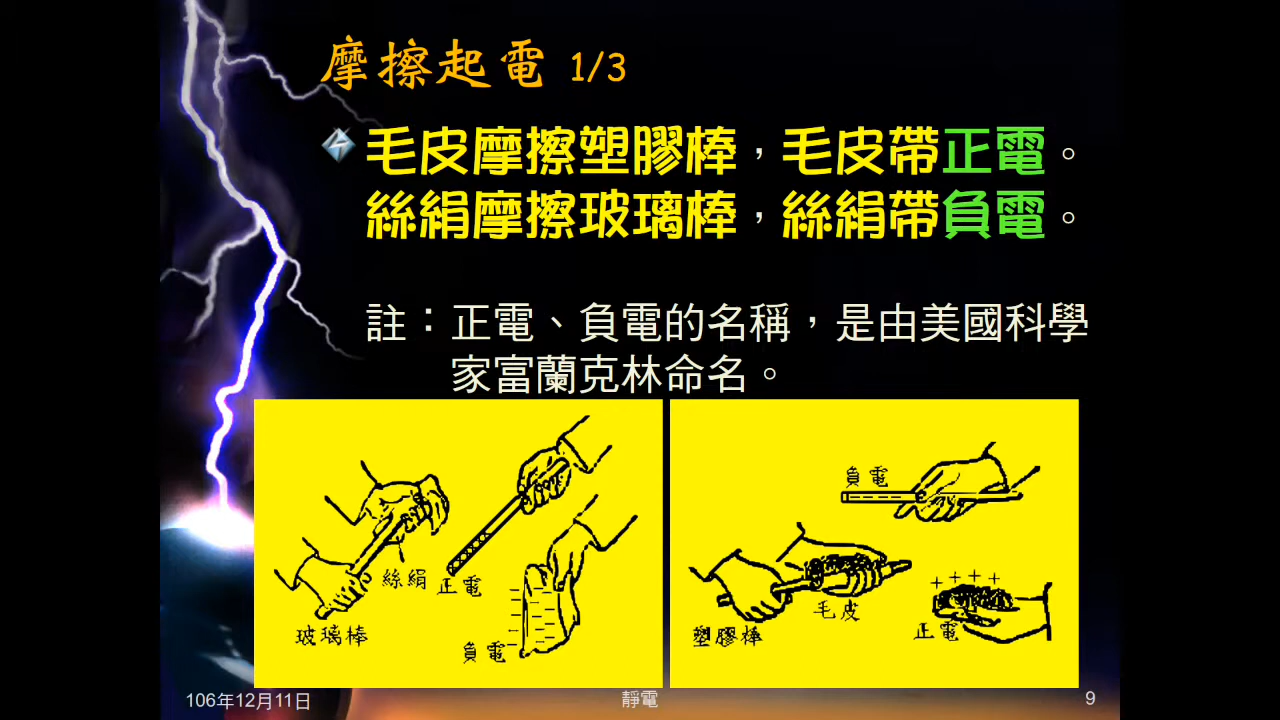 摩擦起電 1/3
毛皮摩擦塑膠棒，毛皮帶正電。
絲絹摩擦玻璃棒，絲絹帶負電。
註：正電、負電的名稱，是由美國科學
家富蘭克林命名。
絲絹
正電
玻璃棒
負電
負電
毛皮
塑膠棒
正電
106年12月11日
靜電
9